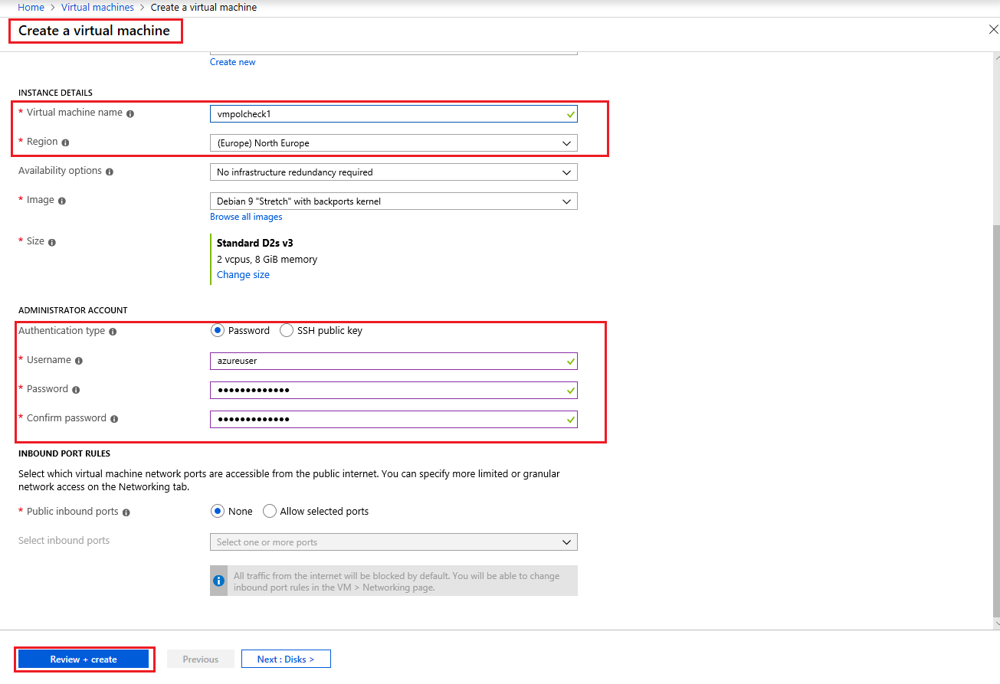 Home > Virtual machines > Create a virtual machine
Create a virtual machine
Create new
INSTANCE DETAILS
* Virtual machine name
vmpolcheck1
* Region
(Europe) North Europe
Availability options
No infrastructure redundancy required
* Image
Debian 9 "Stretch" with backports kernel
Browse all images
* Size
Standard D2s v3
2 vcpus, 8 GiB memory
Change size
ADMINISTRATOR ACCOUNT
Authentication type
Password SSH public key
* Username
azureuser
* Password
•••••••••••••
* Confirm password
•••••••••••••
INBOUND PORT RULES
Select which virtual machine network ports are accessible from the public internet. You can specify more limited or granular
network access on the Networking tab.
* Public inbound ports
None Allow selected ports
Select inbound ports
Select one or more ports
All traffic from the internet will be blocked by default. You will be able to change
inbound port rules in the VM > Networking page.
Review + create Previous Next : Disks >